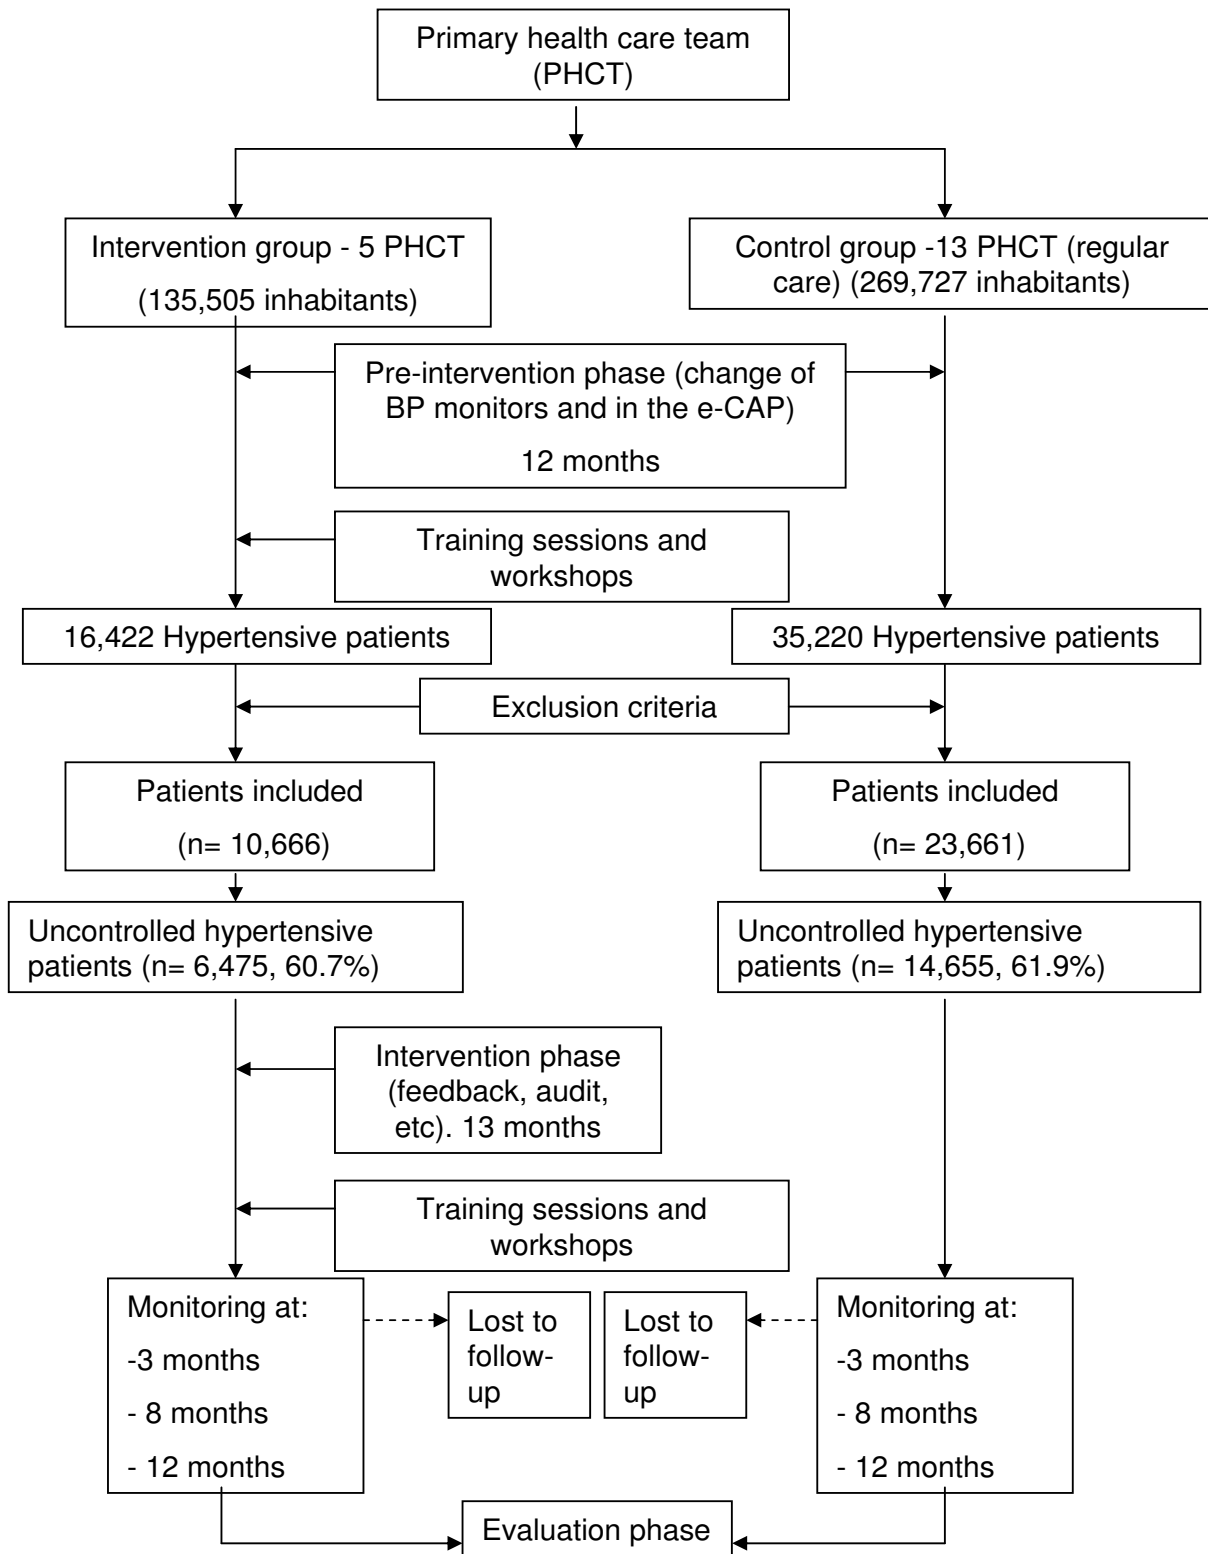 Primary health care team
(PHCT)
Intervention group - 5 PHCT
(135,505 inhabitants)
Control group -13 PHCT (regular
care) (269,727 inhabitants)
Pre-intervention phase (change of
BP monitors and in the e-CAP)
12 months
Training sessions and
workshops
16,422 Hypertensive patients
35,220 Hypertensive patients
Exclusion criteria
Patients included
(n= 10,666)
Patients included
(n= 23,661)
Uncontrolled hypertensive
patients (n= 6,475, 60.7%)
Uncontrolled hypertensive
patients (n= 14,655, 61.9%)
Intervention phase
(feedback, audit,
etc). 13 months
Training sessions and
workshops
Monitoring at:
-3 months
- 8 months
- 12 months
Lost to
follow-
up
Lost to
follow-
up
Monitoring at:
-3 months
- 8 months
- 12 months
Evaluation phase